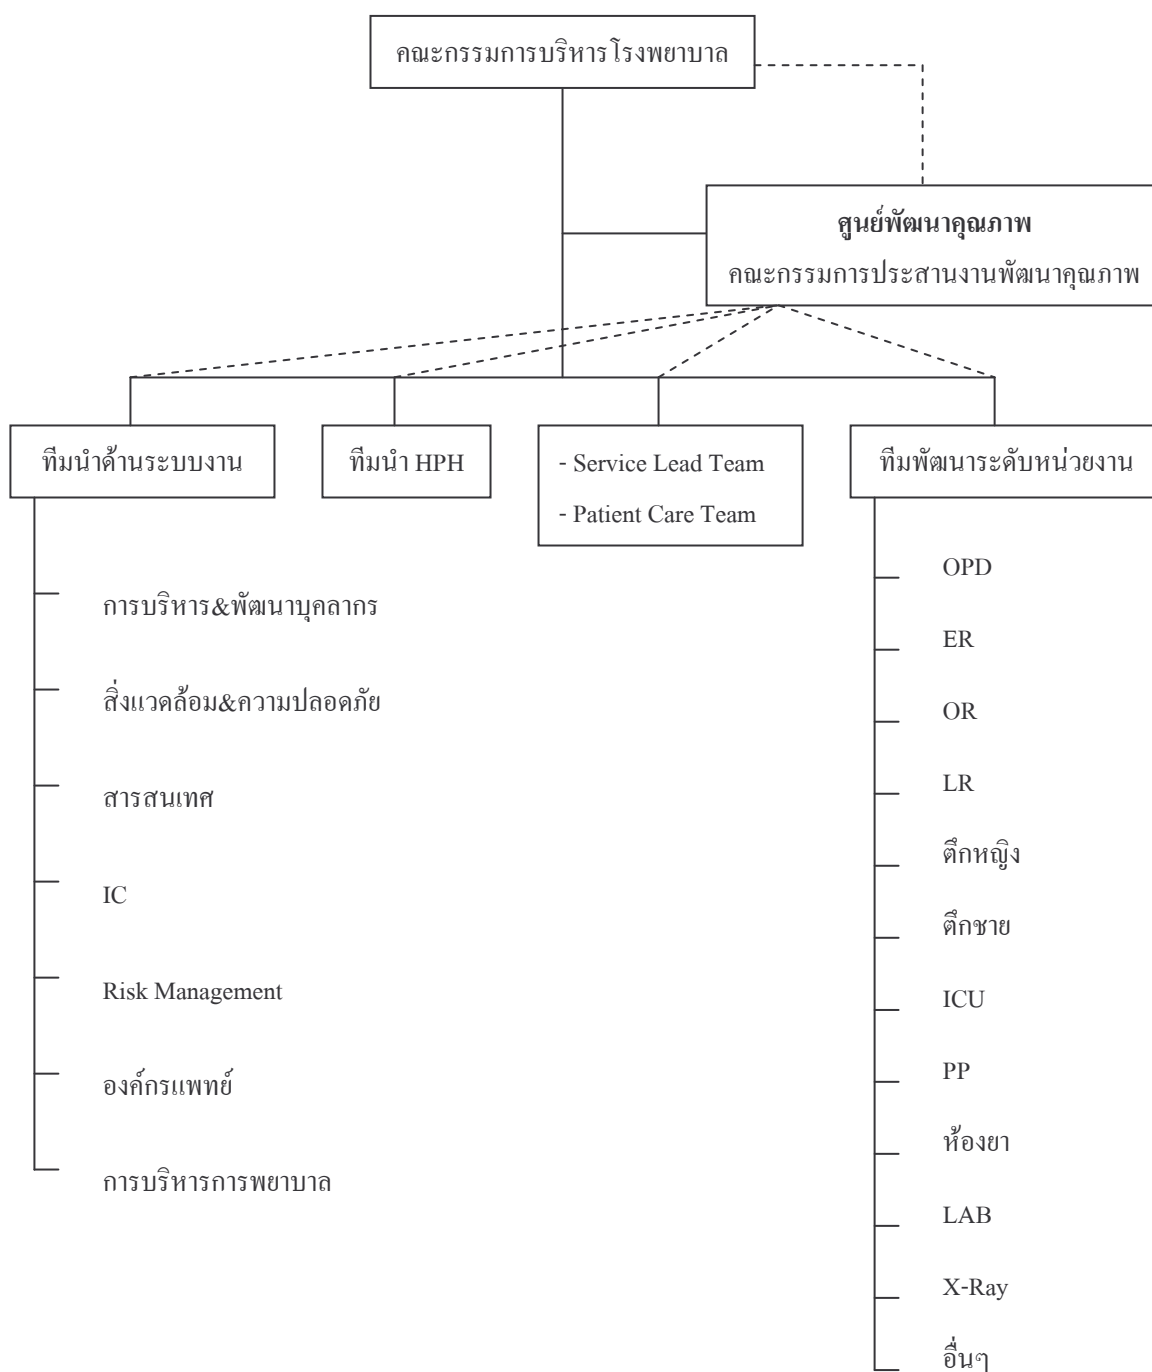 คณะกรรมการบริหารโรงพยาบาล
ศูนย์พัฒนาคุณภาพ
คณะกรรมการประสานงานพัฒนาคุณภาพ
ทีมนำด้านระบบงาน
ทีมนำ HPH
- Service Lead Team
- Patient Care Team
ทีมพัฒนาระดับหน่วยงาน
การบริหาร&พัฒนาบุคลากร
สิ่งแวดล้อม&ความปลอดภัย
สารสนเทศ
IC
Risk Management
องค์กรแพทย์
การบริหารการพยาบาล
OPD
ER
OR
LR
ตึกหญิง
ตึกชาย
ICU
PP
ห้องยา
LAB
X-Ray
อื่นๆ